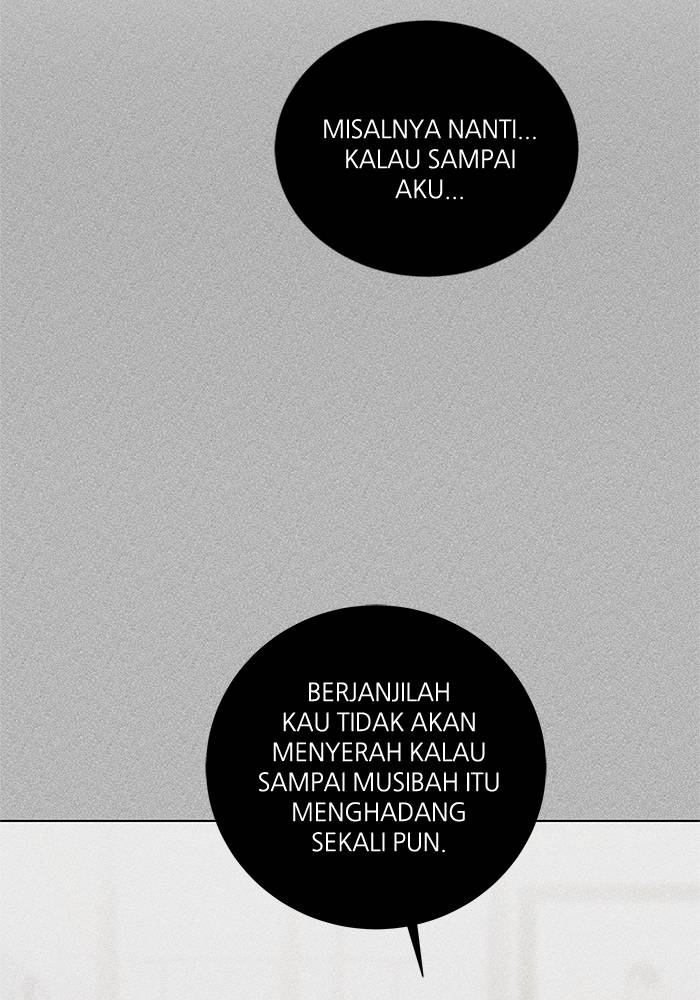 MISALNYA NANTI...
KALAU SAMPAI
AKU...
BERJANJILAH
KAU TIDAK AKAN
MENYERAH KALAU
SAMPAI MUSIBAH ITU
MENGHADANG
SEKALI PUN.